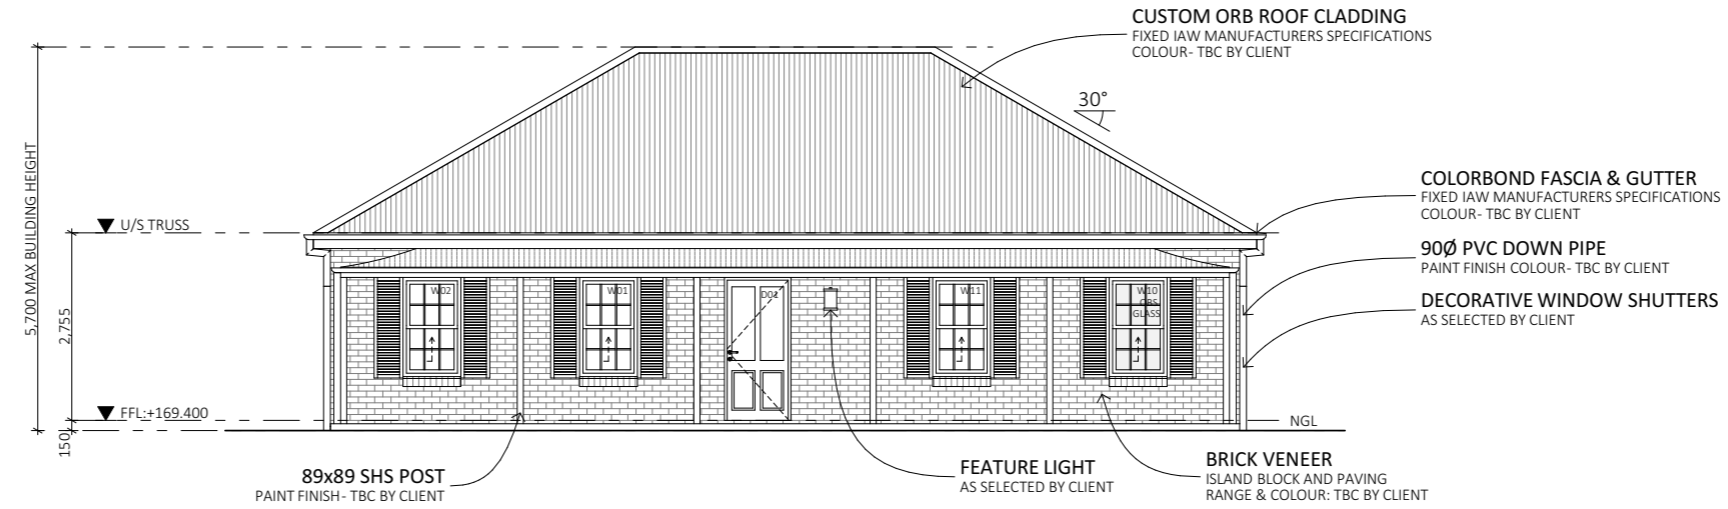 CUSTOM ORB ROOF CLADDING
FIXED IAW MANUFACTURERS SPECIFICATIONS
COLOUR- TBC BY CLIENT
30°
5,700 MAX BUILDING HEIGHT
COLORBOND FASCIA & GUTTER
FIXED IAW MANUFACTURERS SPECIFICATIONS
COLOUR- TBC BY CLIENT
U/S TRUSS
90Ø PVC DOWN PIPE
PAINT FINISH COLOUR- TBC BY CLIENT
2,755
W02
W01
D01
W11
W10
OBS
GLASS
DECORATIVE WINDOW SHUTTERS
AS SELECTED BY CLIENT
FFL:+169.400
NGL
150
89x89 SHS POST
PAINT FINISH- TBC BY CLIENT
FEATURE LIGHT
AS SELECTED BY CLIENT
BRICK VENEER
ISLAND BLOCK AND PAVING
RANGE & COLOUR: TBC BY CLIENT